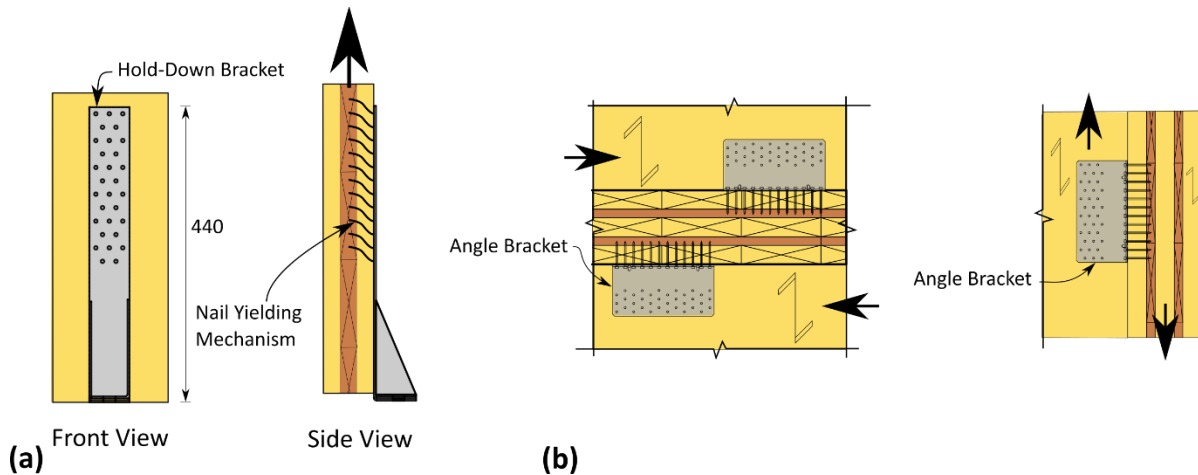 Hold-Down Bracket
440
Nail Yielding
Mechanism
Front View
Side View
(a)
Angle Bracket
Angle Bracket
(b)